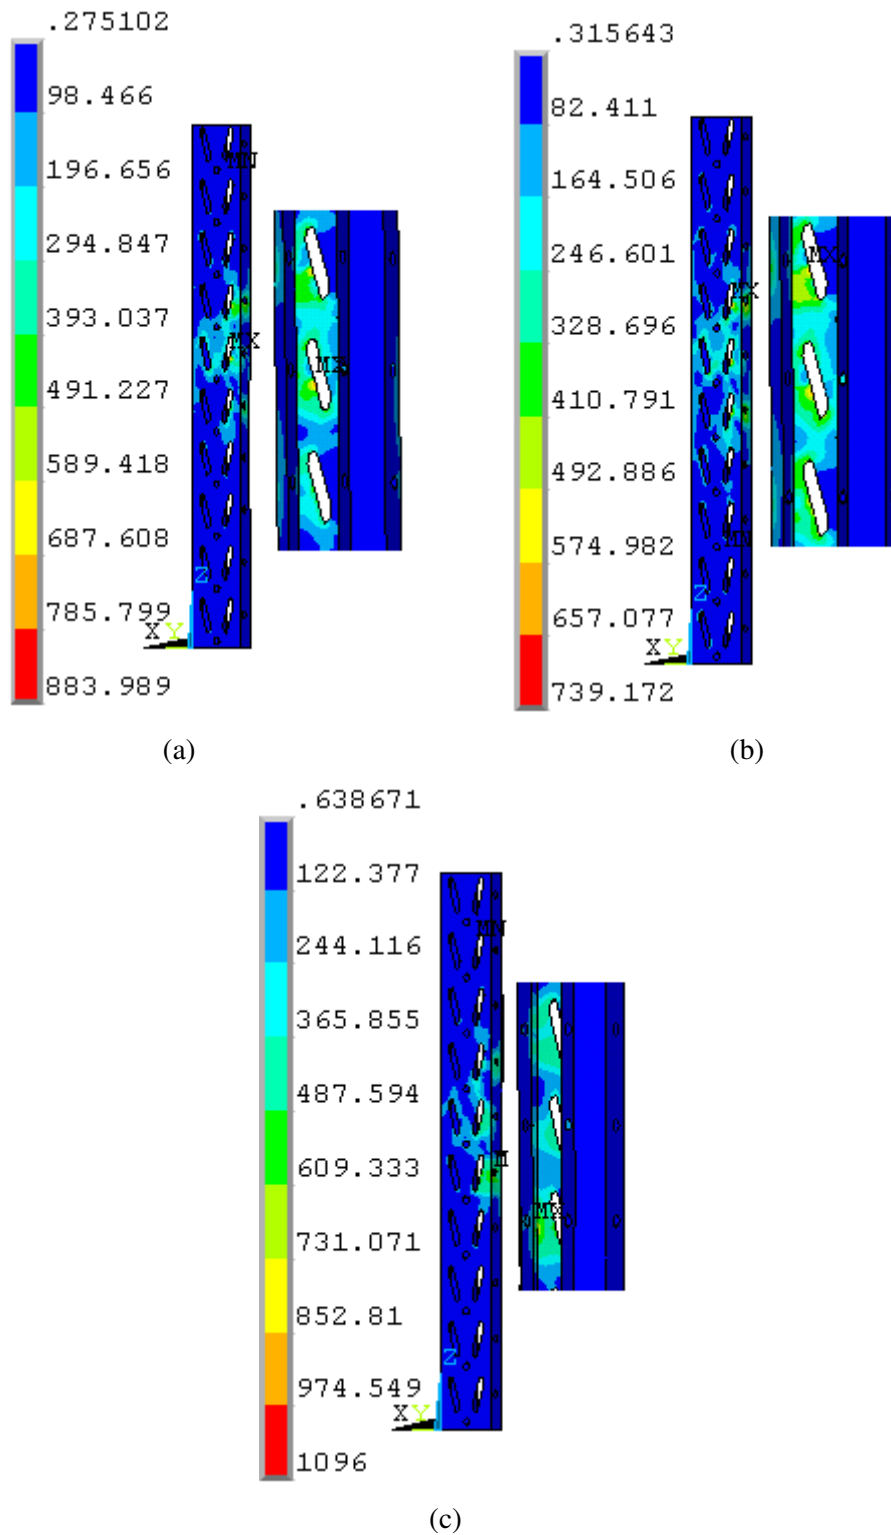 .275102
98.466
196.656
294.847
393.037
491.227
589.418
687.608
785.799
883.989
MN
MX
Z
X Y
MX
(a)
.315643
82.411
164.506
246.601
328.696
410.791
492.886
574.982
657.077
739.172
MX
MN
Z
X Y
MX
(b)
.638671
122.377
244.116
365.855
487.594
609.333
731.071
852.81
974.549
1096
MN
M
Z
X Y
MX
(c)